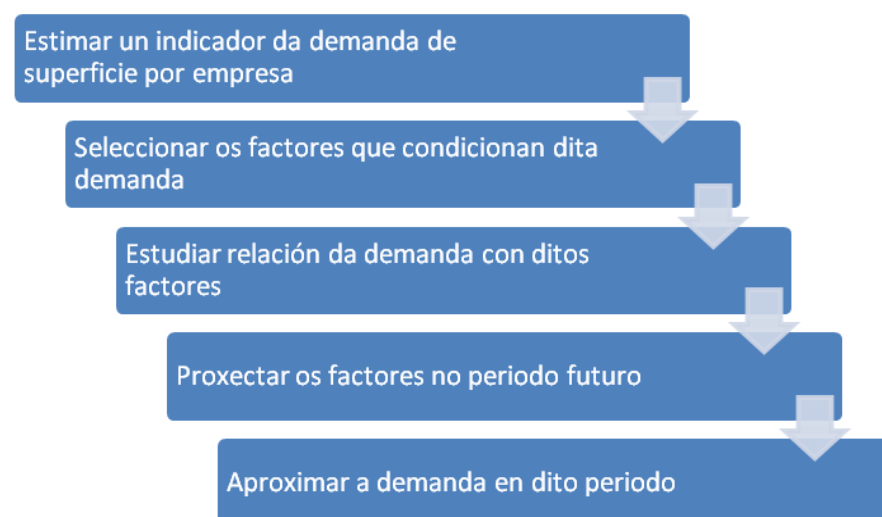 Estimar un indicador da demanda de
superficie por empresa
Seleccionar os factores que condicionan dita
demanda
Estudiar relación da demanda con ditos
factores
Proxectar os factores no periodo futuro
Aproximar a demanda en dito periodo